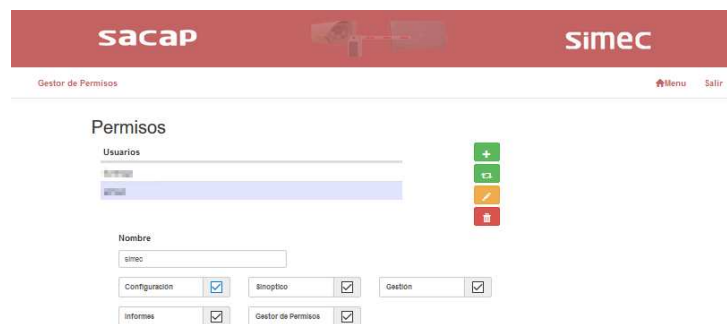 sacap simec
Gestor de Permisos Menu Salir
Permisos
Usuarios
Nombre
simec
Configuración Sinoptico Gestión
Informes Gestor de Permisos